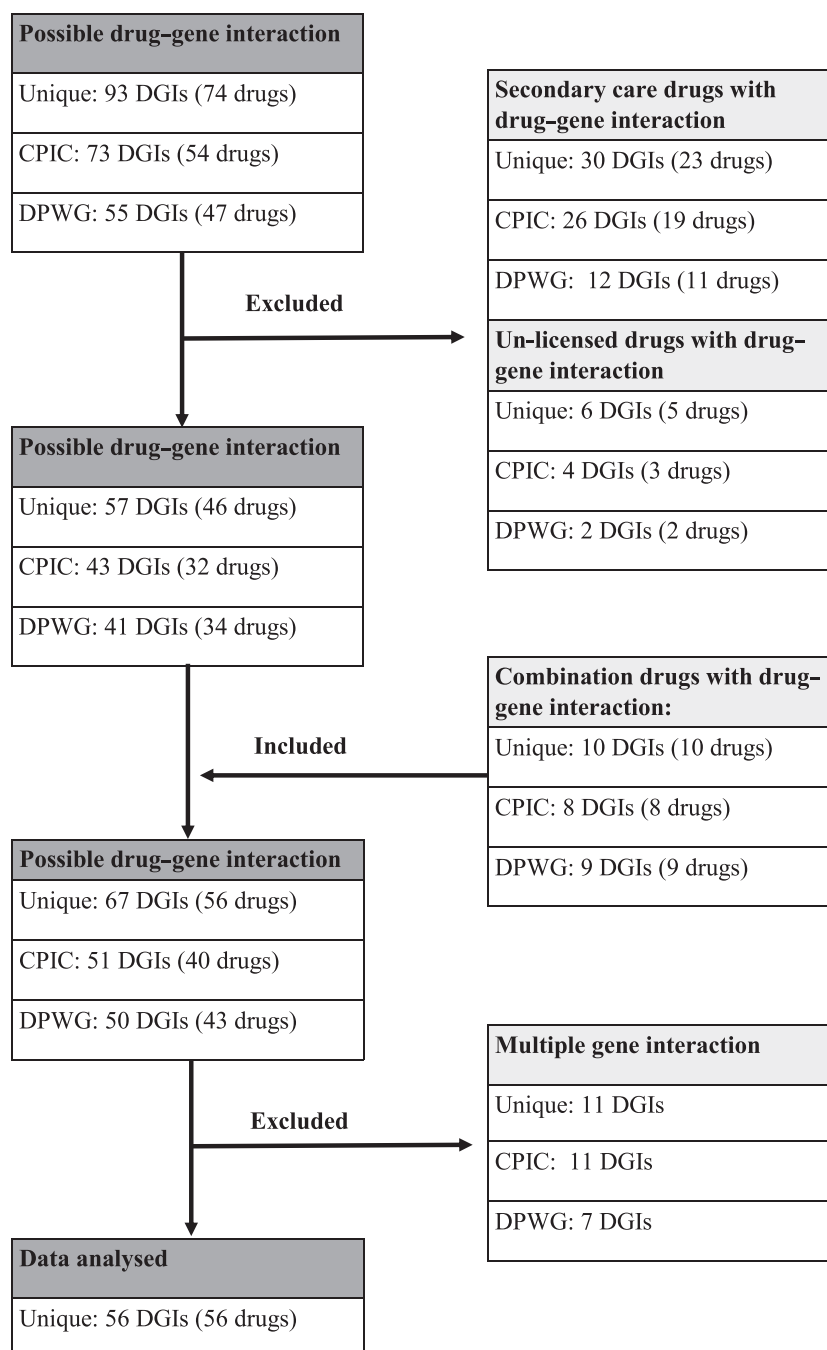 Possible drug–gene interaction
Unique: 93 DGIs (74 drugs)
CPIC: 73 DGIs (54 drugs)
DPWG: 55 DGIs (47 drugs)
Excluded
Secondary care drugs with
drug–gene interaction
Unique: 30 DGIs (23 drugs)
CPIC: 26 DGIs (19 drugs)
DPWG:  12 DGIs (11 drugs)
Un-licensed drugs with drug–
gene interaction
Unique: 6 DGIs (5 drugs)
CPIC: 4 DGIs (3 drugs)
DPWG: 2 DGIs (2 drugs)
Possible drug–gene interaction
Unique: 57 DGIs (46 drugs)
CPIC: 43 DGIs (32 drugs)
DPWG: 41 DGIs (34 drugs)
Included
Combination drugs with drug–
gene interaction:
Unique: 10 DGIs (10 drugs)
CPIC: 8 DGIs (8 drugs)
DPWG: 9 DGIs (9 drugs)
Possible drug–gene interaction
Unique: 67 DGIs (56 drugs)
CPIC: 51 DGIs (40 drugs)
DPWG: 50 DGIs (43 drugs)
Excluded
Multiple gene interaction
Unique: 11 DGIs
CPIC:  11 DGIs
DPWG: 7 DGIs
Data analysed
Unique: 56 DGIs (56 drugs)